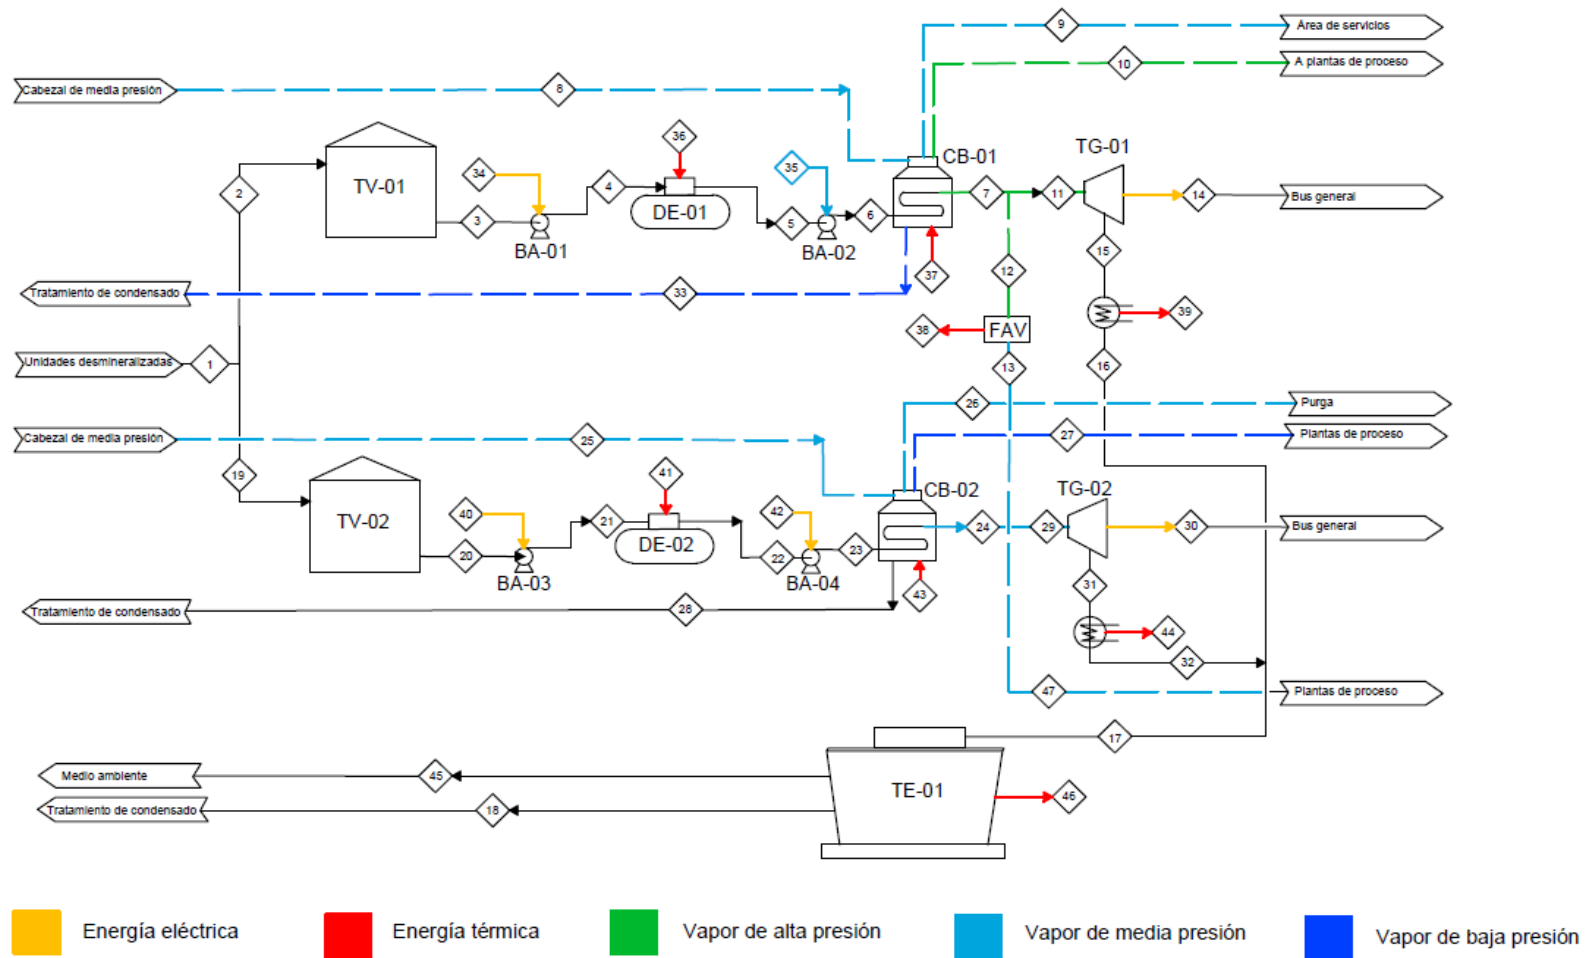 9
Area de servicios
10
A plantas de proceso
Cabezal de media presión
8
36
TG-01
CB-01
34
35
2
TV-01
4
7
11
14
Bus general
3
DE-01
5
6
BA-01
BA-02
15
12
37
Tratamiento de condensado
33
38
FAV
39
Unidades desmineralizadas
1
13
16
26
Purga
Cabezal de media presión
25
27
Plantas de proceso
19
41
CB-02
TG-02
TV-02
40
21
42
24
29
30
Bus general
20
DE-02
22
23
BA-03
BA-04
31
43
Tratamiento de condensado
28
44
32
47
Plantas de proceso
17
Medio ambiente
45
TE-01
46
Tratamiento de condensado
18
Energía eléctrica
Energía térmica
Vapor de alta presión
Vapor de media presión
Vapor de baja presión